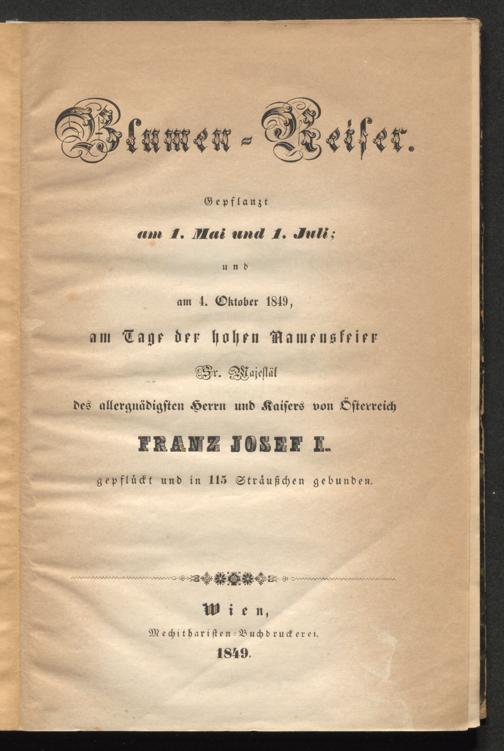 Blumen-Reiser.
Gepflanzt
am 1. Mai und 1. Juli;
und
am 4. Oktober 1849,
am Tage der hohen Namensfeier
Sr. Majestät
des allergnädigsten Herrn und Kaisers von Österreich
FRANZ JOSEF I.
gepflückt und in 115 Sträußchen gebunden.
Wien,
Mechitharisten-Buchdruckerei.
1849.